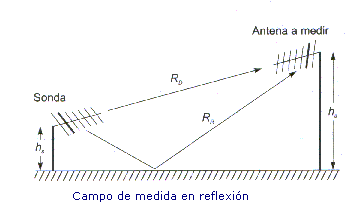 Antena a medir
Sonda
R_D
R_R
h_s
h_a
Campo de medida en reflexión